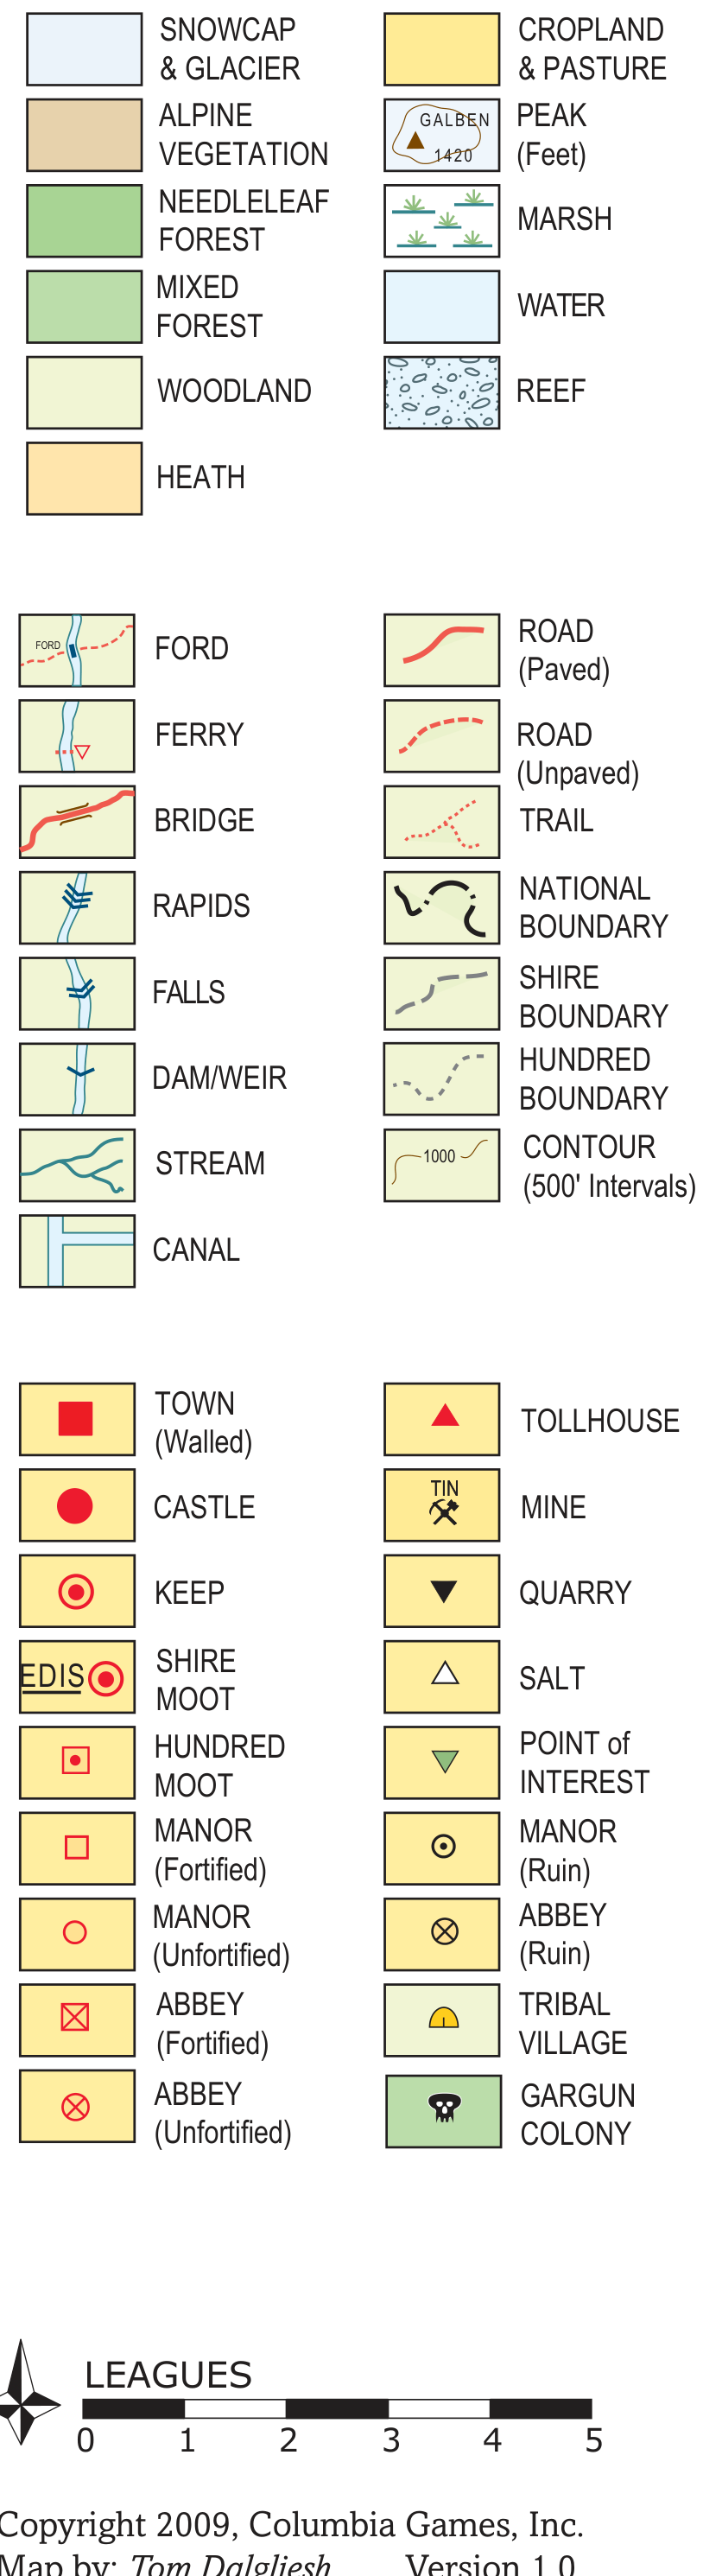 SNOWCAP
& GLACIER
ALPINE
VEGETATION
NEEDLELEAF
FOREST
MIXED
FOREST
WOODLAND
HEATH
CROPLAND
& PASTURE
GALBEN
1420
PEAK
(Feet)
MARSH
WATER
REEF
FORD
FORD
FERRY
BRIDGE
RAPIDS
FALLS
DAM/WEIR
STREAM
CANAL
ROAD
(Paved)
ROAD
(Unpaved)
TRAIL
NATIONAL
BOUNDARY
SHIRE
BOUNDARY
HUNDRED
BOUNDARY
1000
CONTOUR
(500' Intervals)
TOWN
(Walled)
CASTLE
KEEP
EDIS
SHIRE
MOOT
HUNDRED
MOOT
MANOR
(Fortified)
MANOR
(Unfortified)
ABBEY
(Fortified)
ABBEY
(Unfortified)
TOLLHOUSE
TIN
MINE
QUARRY
SALT
POINT of
INTEREST
MANOR
(Ruin)
ABBEY
(Ruin)
TRIBAL
VILLAGE
GARGUN
COLONY
LEAGUES
0 1 2 3 4 5
Copyright 2009, Columbia Games, Inc.
Map by: Tom Dalgliesh Version 1.0